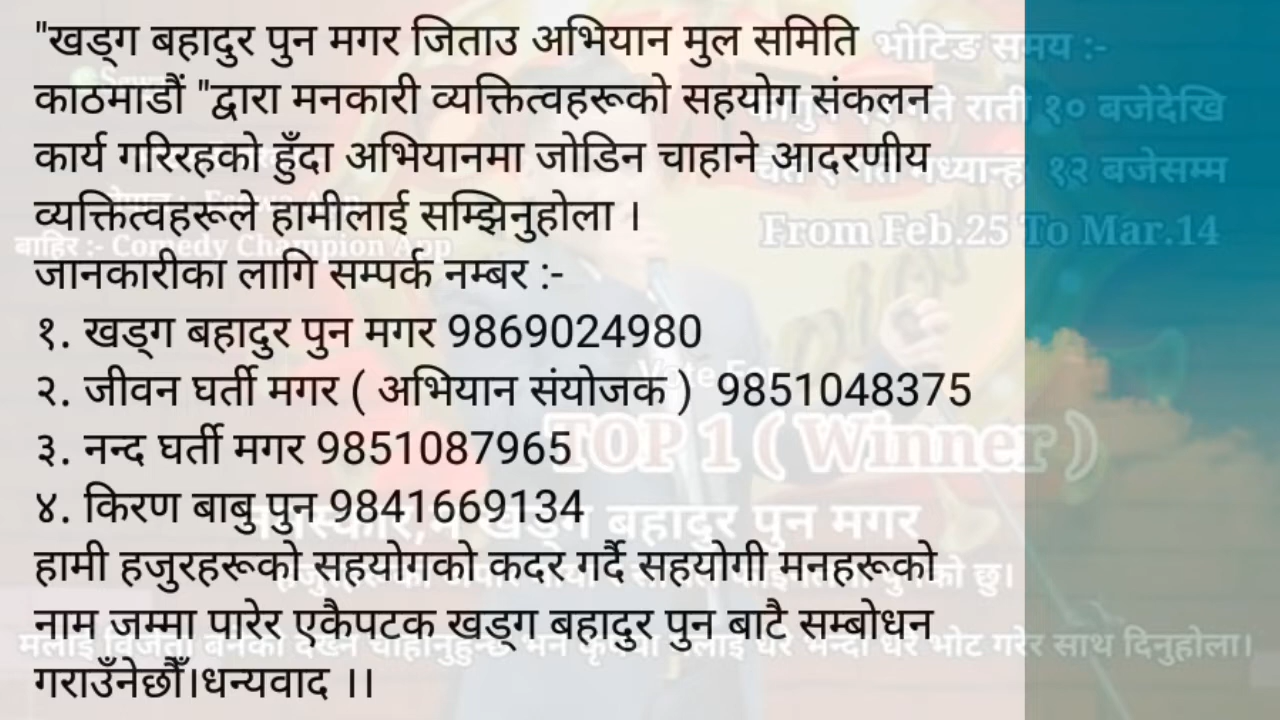 "खड्ग बहादुर पुन मगर जिताउ अभियान मुल समिति
काठमाडौं "द्वारा मनकारी व्यक्तित्वहरूको सहयोग संकलन
कार्य गरिरहको हुँदा अभियानमा जोडिन चाहाने आदरणीय
व्यक्तित्वहरूले हामीलाई सम्झिनुहोला ।
जानकारीका लागि सम्पर्क नम्बर :-
१. खड्ग बहादुर पुन मगर 9869024980
२. जीवन घर्ती मगर ( अभियान संयोजक ) 9851048375
३. नन्द घर्ती मगर 9851087965
४. किरण बाबु पुन 9841669134
हामी हजुरहरूको सहयोगको कदर गर्दै सहयोगी मनहरूको
नाम जम्मा पारेर एकैपटक खड्ग बहादुर पुन बाटै सम्बोधन
गराउँनेछौँ।धन्यवाद ।।
भोटिङ समय :-
राती १० बजेदेखि
मध्यान्ह १२ बजेसम्म
From Feb.25 To Mar.14
बाहिर :- Comedy Champion App
Vote For
TOP 1 ( Winner )
खड्ग बहादुर पुन मगर
भोट गरेर साथ दिनुहोला।